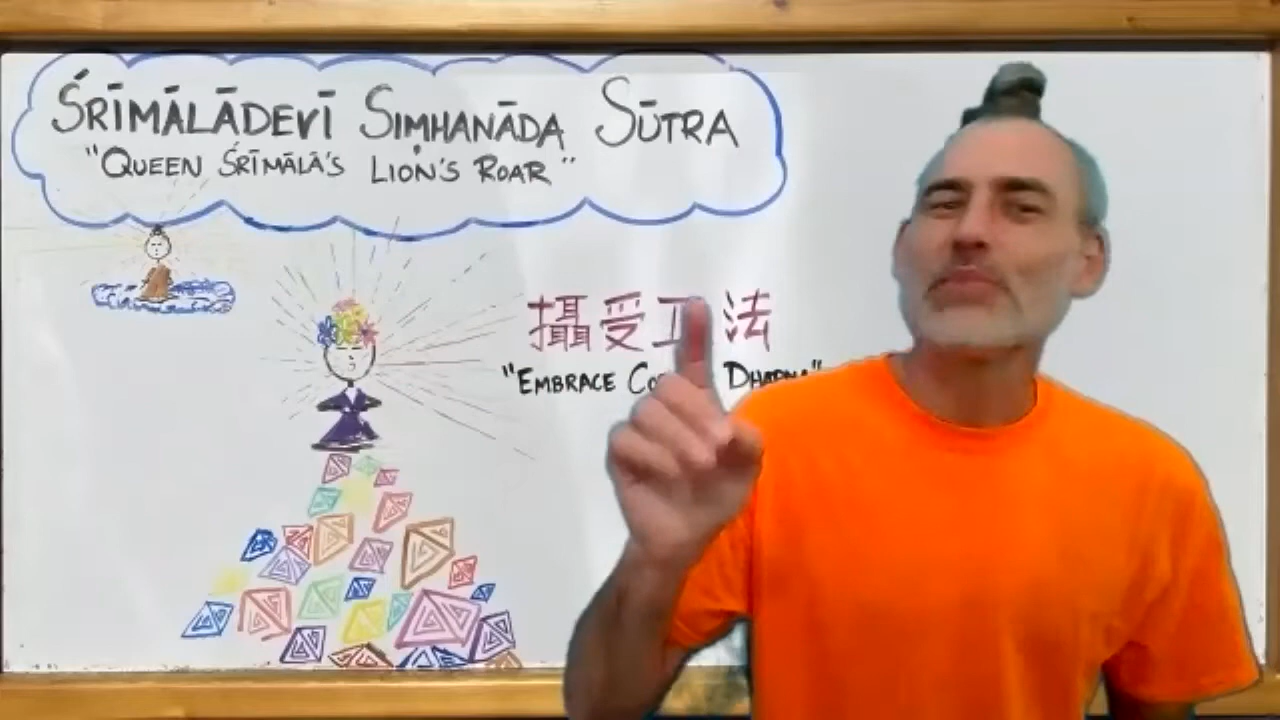 ŚRĪMĀLĀDEVĪ SIṂHANĀDA SŪTRA
"QUEEN ŚRĪMĀLĀ'S LION'S ROAR"
攝受 法
"EMBRACE